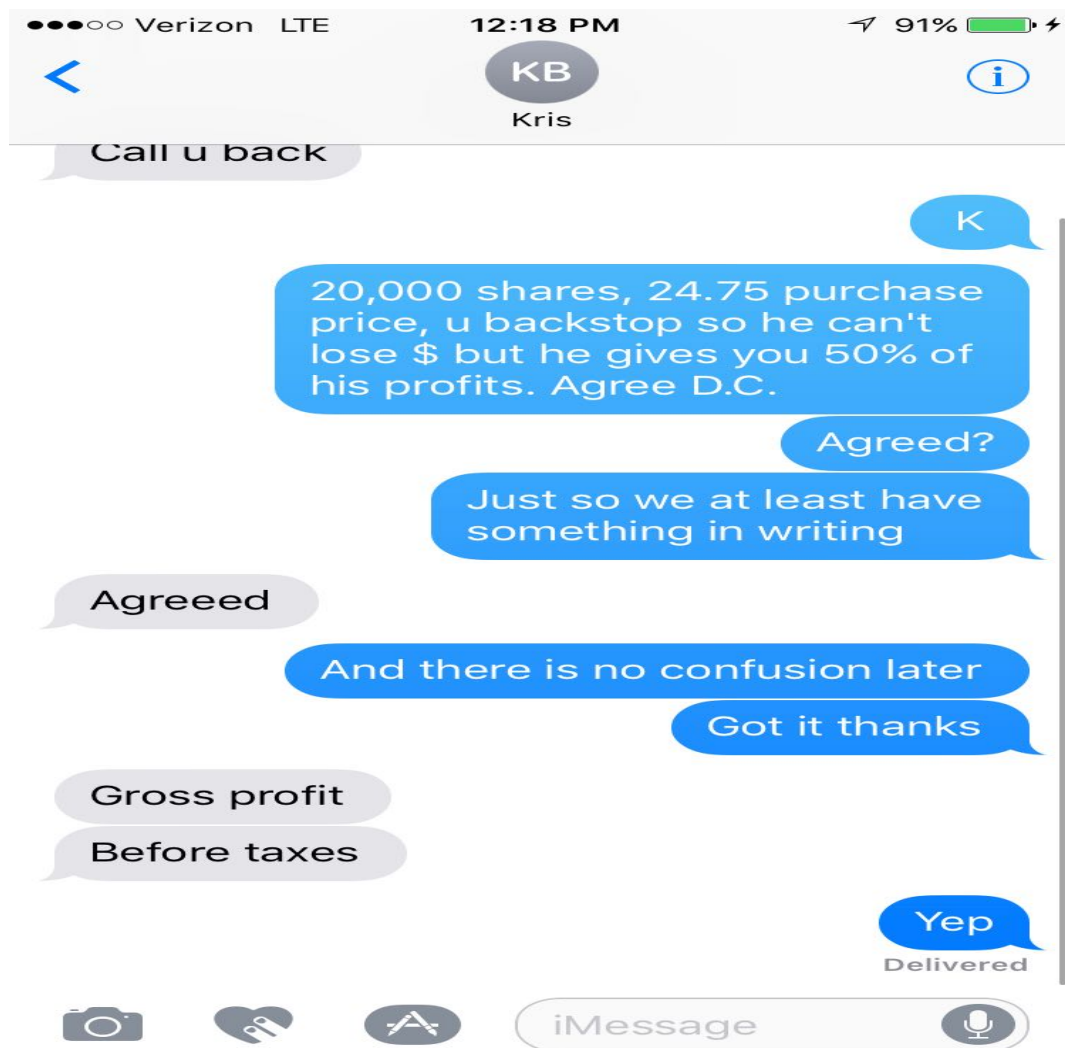 Verizon LTE 12:18 PM 91%
KB
Kris
Call u back
K
20,000 shares, 24.75 purchase
price, u backstop so he can't
lose $ but he gives you 50% of
his profits. Agree D.C.
Agreed?
Just so we at least have
something in writing
Agreeed
And there is no confusion later
Got it thanks
Gross profit
Before taxes
Yep
Delivered
iMessage